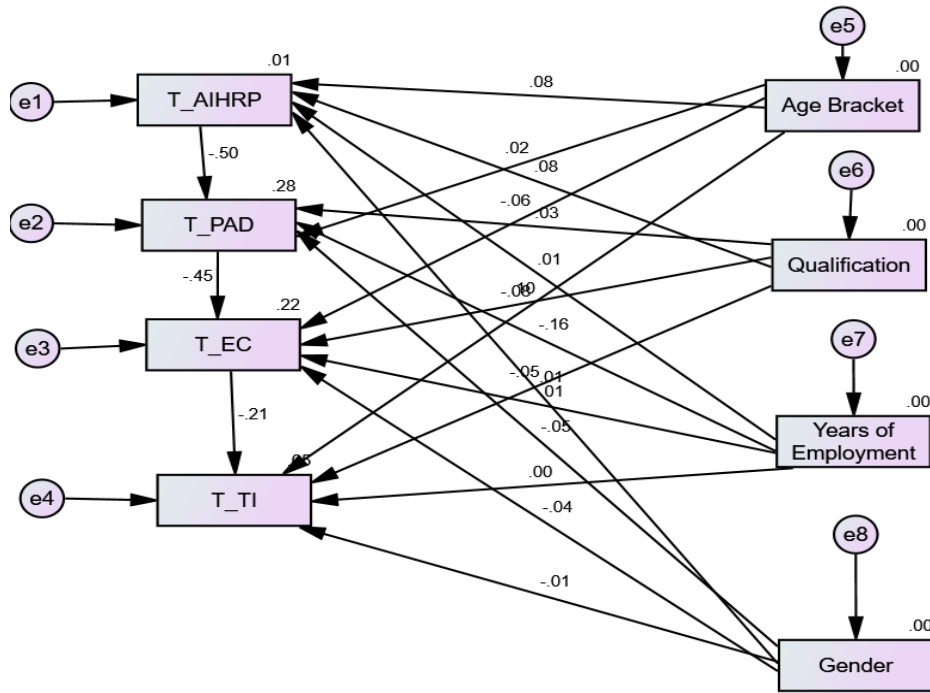 e5
.01
.00
e1
T_AIHRP
.08
Age Bracket
-.50
.02
.08
e6
.28
-.06
.03
.00
e2
T_PAD
.01
Qualification
-.45
-.08
.10
.22
-.16
e7
e3
T_EC
-.05
.01
.01
.00
-.21
-.05
Years of
Employment
.05
.00
e4
T_TI
-.04
e8
-.01
.00
Gender